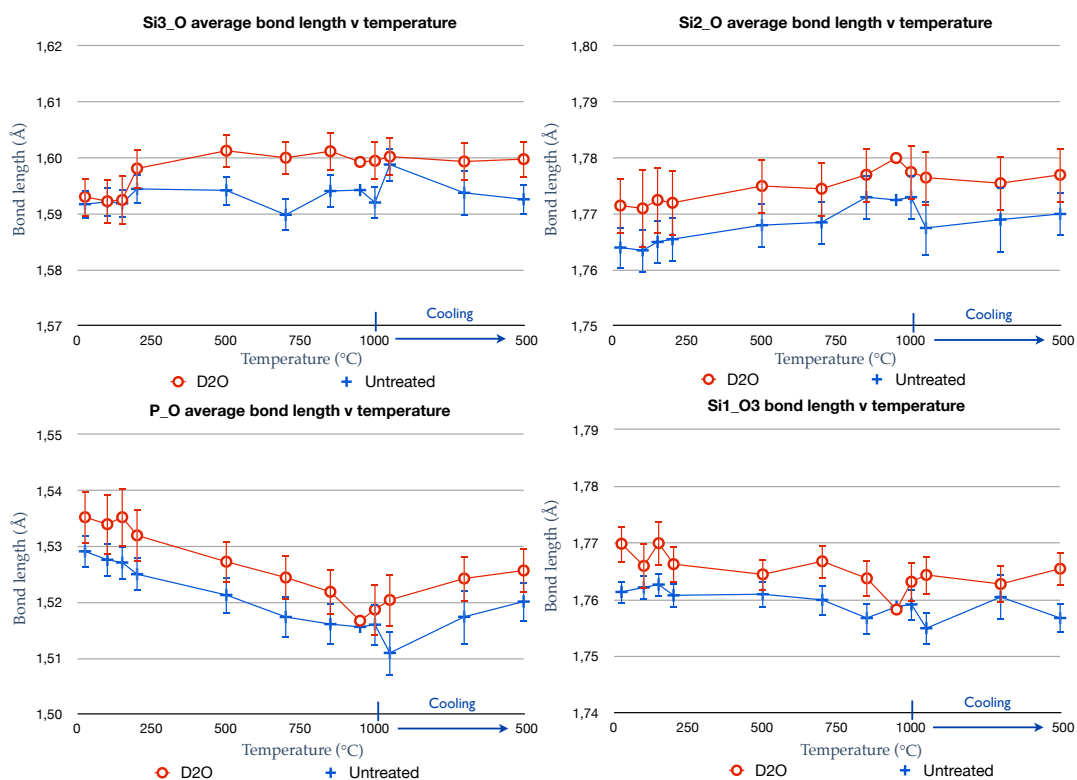 Si3_O average bond length v temperature
1,62
1,61
1,60
1,59
1,58
1,57
Bond length (Å)
0 250 500 750 1000 500
Cooling
Temperature (°C)
D2O Untreated
Si2_O average bond length v temperature
1,80
1,79
1,78
1,77
1,76
1,75
Bond length (Å)
0 250 500 750 1000 500
Cooling
Temperature (°C)
D2O Untreated
P_O average bond length v temperature
1,55
1,54
1,53
1,52
1,51
1,50
Bond length (Å)
0 250 500 750 1000 500
Cooling
Temperature (°C)
D2O Untreated
Si1_O3 bond length v temperature
1,79
1,78
1,77
1,76
1,75
1,74
Bond length (Å)
0 250 500 750 1000 500
Cooling
Temperature (°C)
D2O Untreated